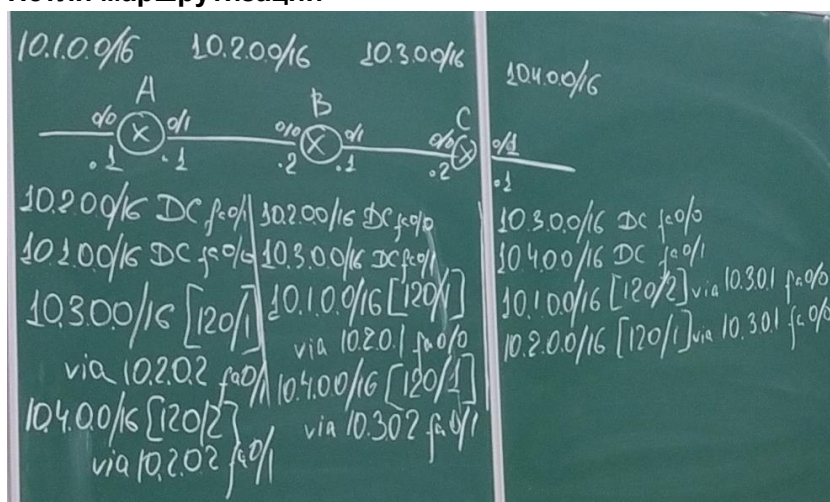 10.1.0.0/16 10.2.0.0/16 10.3.0.0/16 10.4.0.0/16
A B C
0/0 0/1 0/0 0/1 0/0 0/1
.1 .1 .2 .1 .2 .1
10.2.0.0/16 DC fa0/1
10.1.0.0/16 DC fa0/0
10.3.0.0/16 [120/1]
via 10.2.0.2 fa0/1
10.4.0.0/16 [120/2]
via 10.2.0.2 fa0/1
10.2.0.0/16 DC fa0/0
10.3.0.0/16 DC fa0/1
10.1.0.0/16 [120/1]
via 10.2.0.1 fa0/0
10.4.0.0/16 [120/1]
via 10.3.0.2 fa0/1
10.3.0.0/16 DC fa0/0
10.4.0.0/16 DC fa0/1
10.1.0.0/16 [120/2] via 10.3.0.1 fa0/0
10.2.0.0/16 [120/1] via 10.3.0.1 fa0/0